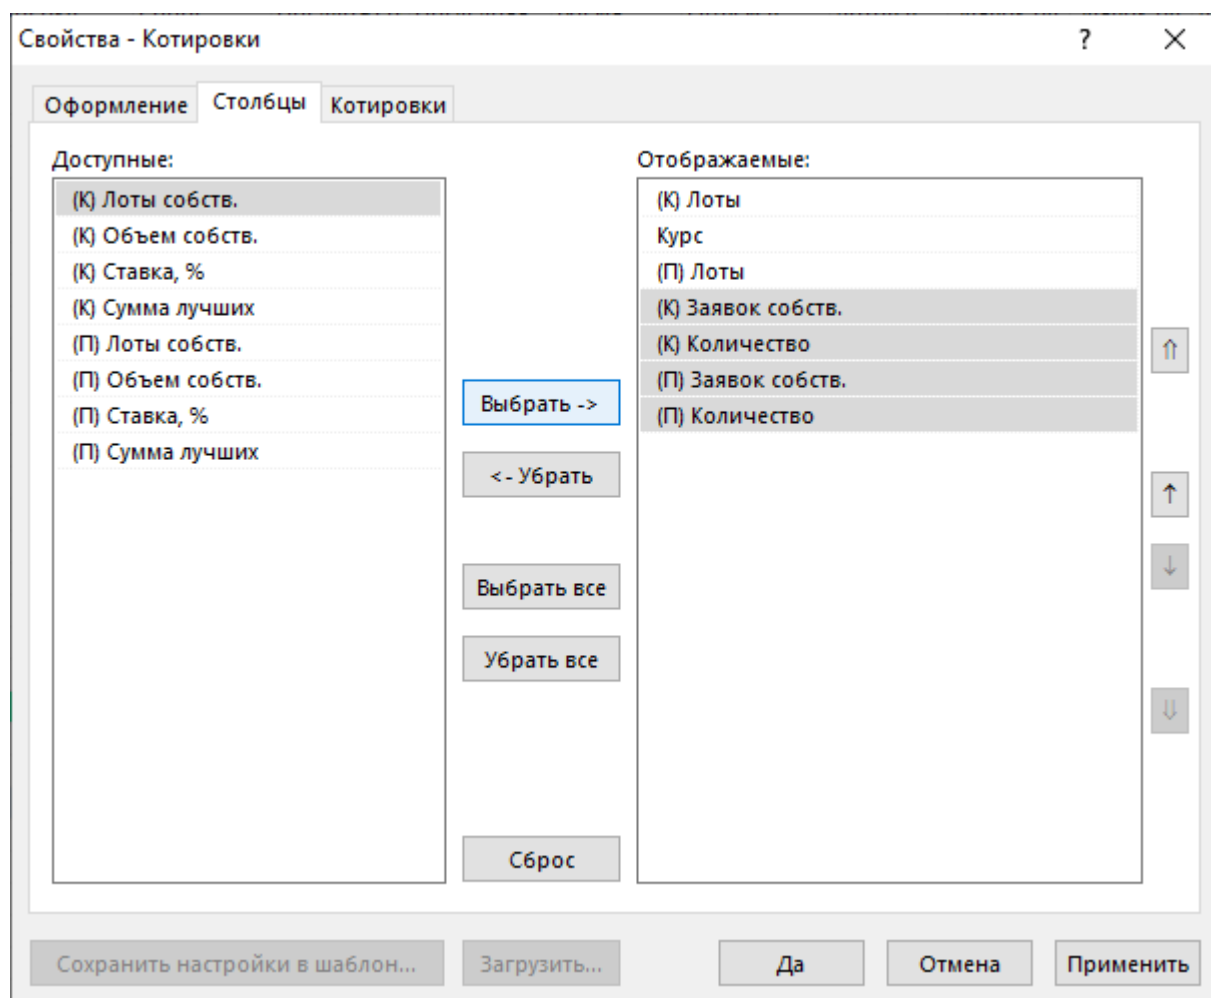 Свойства - Котировки
?
Оформление
Столбцы
Котировки
Доступные:
(К) Лоты собств.
(К) Объем собств.
(К) Ставка, %
(К) Сумма лучших
(П) Лоты собств.
(П) Объем собств.
(П) Ставка, %
(П) Сумма лучших
Выбрать ->
<- Убрать
Выбрать все
Убрать все
Сброс
Отображаемые:
(К) Лоты
Курс
(П) Лоты
(К) Заявок собств.
(К) Количество
(П) Заявок собств.
(П) Количество
Сохранить настройки в шаблон...
Загрузить...
Да
Отмена
Применить